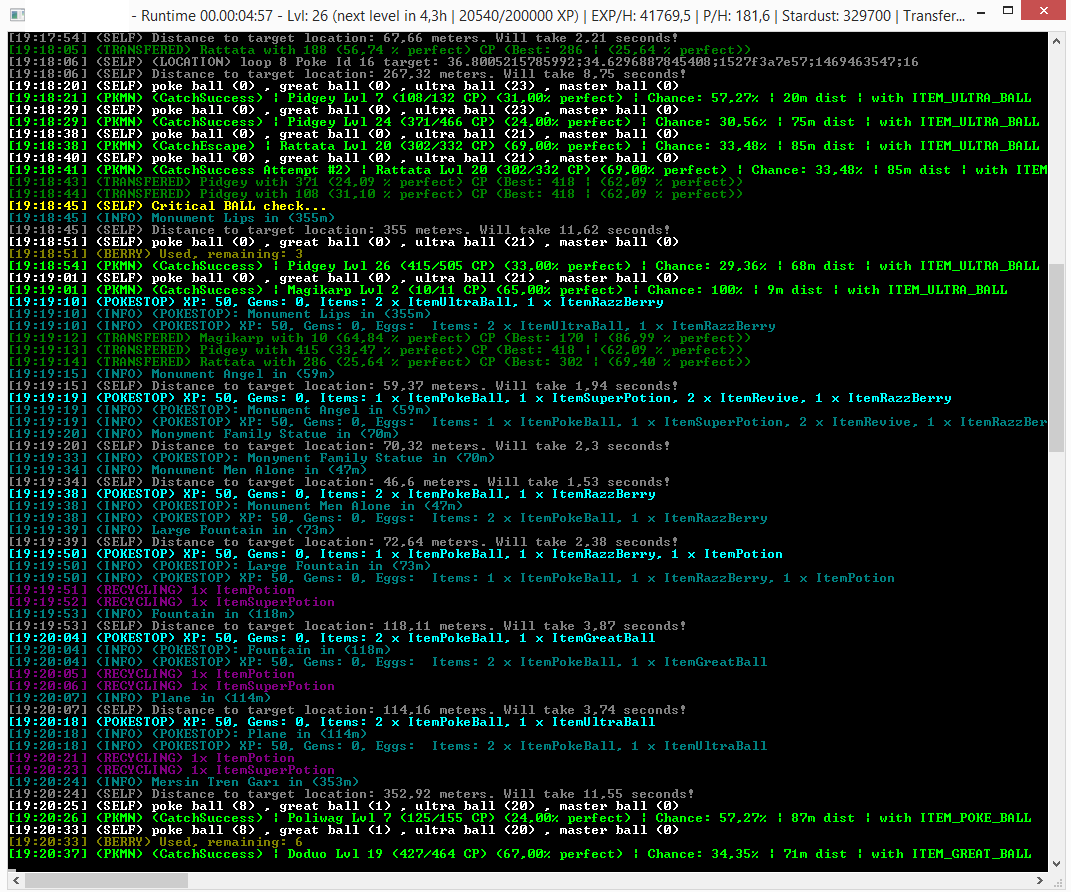 - Runtime 00.00:04:57 - Lvl: 26 (next level in 4,3h | 20540/200000 XP) | EXP/H: 41769,5 | P/H: 181,6 | Stardust: 329700 | Transfer...
[19:17:54] (SELF) Distance to target location: 67,66 meters. Will take 2,21 seconds!
[19:18:05] (TRANSFERED) Rattata with 188 (56,74 % perfect) CP (Best: 286 | (25,64 % perfect))
[19:18:06] (SELF) (LOCATION) loop 8 Poke Id 16 target: 36.8005215785992;34.6296887845408;1527f3a7e57;1469463547;16
[19:18:06] (SELF) Distance to target location: 267,32 meters. Will take 8,75 seconds!
[19:18:20] (SELF) poke ball (0) , great ball (0) , ultra ball (23) , master ball (0)
[19:18:21] (PKMN) (CatchSuccess) | Pidgey Lvl 7 (108/132 CP) (31,00% perfect) | Chance: 57,27% | 20m dist | with ITEM_ULTRA_BALL
[19:18:29] (SELF) poke ball (0) , great ball (0) , ultra ball (23) , master ball (0)
[19:18:29] (PKMN) (CatchSuccess) | Pidgey Lvl 24 (371/466 CP) (24,00% perfect) | Chance: 30,56% | 75m dist | with ITEM_ULTRA_BALL
[19:18:38] (SELF) poke ball (0) , great ball (0) , ultra ball (21) , master ball (0)
[19:18:38] (PKMN) (CatchEscape) | Rattata Lvl 20 (302/332 CP) (69,00% perfect) | Chance: 33,48% | 85m dist | with ITEM_ULTRA_BALL
[19:18:40] (SELF) poke ball (0) , great ball (0) , ultra ball (21) , master ball (0)
[19:18:41] (PKMN) (CatchSuccess Attempt #2) | Rattata Lvl 20 (302/332 CP) (69,00% perfect) | Chance: 33,48% | 85m dist | with ITEM
[19:18:43] (TRANSFERED) Pidgey with 371 (24,09 % perfect) CP (Best: 418 | (62,09 % perfect))
[19:18:44] (TRANSFERED) Pidgey with 108 (31,10 % perfect) CP (Best: 418 | (62,09 % perfect))
[19:18:45] (SELF) Critical BALL check...
[19:18:45] (INFO) Monument Lips in (355m)
[19:18:45] (SELF) Distance to target location: 355 meters. Will take 11,62 seconds!
[19:18:51] (SELF) poke ball (0) , great ball (0) , ultra ball (21) , master ball (0)
[19:18:51] (BERRY) Used, remaining: 3
[19:18:54] (PKMN) (CatchSuccess) | Pidgey Lvl 26 (415/505 CP) (33,00% perfect) | Chance: 29,36% | 68m dist | with ITEM_ULTRA_BALL
[19:19:01] (SELF) poke ball (0) , great ball (0) , ultra ball (21) , master ball (0)
[19:19:01] (PKMN) (CatchSuccess) | Magikarp Lvl 2 (10/11 CP) (65,00% perfect) | Chance: 100% | 9m dist | with ITEM_ULTRA_BALL
[19:19:10] (POKESTOP) XP: 50, Gems: 0, Items: 2 x ItemUltraBall, 1 x ItemRazzBerry
[19:19:10] (INFO) (POKESTOP): Monument Lips in (355m)
[19:19:10] (INFO) (POKESTOP) XP: 50, Gems: 0, Eggs:  Items: 2 x ItemUltraBall, 1 x ItemRazzBerry
[19:19:12] (TRANSFERED) Magikarp with 10 (64,84 % perfect) CP (Best: 170 | (86,99 % perfect))
[19:19:13] (TRANSFERED) Pidgey with 415 (33,47 % perfect) CP (Best: 418 | (62,09 % perfect))
[19:19:14] (TRANSFERED) Rattata with 286 (25,64 % perfect) CP (Best: 302 | (69,40 % perfect))
[19:19:15] (INFO) Monument Angel in (59m)
[19:19:15] (SELF) Distance to target location: 59,37 meters. Will take 1,94 seconds!
[19:19:19] (POKESTOP) XP: 50, Gems: 0, Items: 1 x ItemPokeBall, 1 x ItemSuperPotion, 2 x ItemRevive, 1 x ItemRazzBerry
[19:19:19] (INFO) (POKESTOP): Monument Angel in (59m)
[19:19:19] (INFO) (POKESTOP) XP: 50, Gems: 0, Eggs:  Items: 1 x ItemPokeBall, 1 x ItemSuperPotion, 2 x ItemRevive, 1 x ItemRazzBer
[19:19:20] (INFO) Monyment Family Statue in (70m)
[19:19:20] (SELF) Distance to target location: 70,32 meters. Will take 2,3 seconds!
[19:19:33] (INFO) (POKESTOP): Monyment Family Statue in (70m)
[19:19:34] (INFO) Monument Men Alone in (47m)
[19:19:34] (SELF) Distance to target location: 46,6 meters. Will take 1,53 seconds!
[19:19:38] (POKESTOP) XP: 50, Gems: 0, Items: 2 x ItemPokeBall, 1 x ItemRazzBerry
[19:19:38] (INFO) (POKESTOP): Monument Men Alone in (47m)
[19:19:38] (INFO) (POKESTOP) XP: 50, Gems: 0, Eggs:  Items: 2 x ItemPokeBall, 1 x ItemRazzBerry
[19:19:39] (INFO) Large Fountain in (73m)
[19:19:39] (SELF) Distance to target location: 72,64 meters. Will take 2,38 seconds!
[19:19:50] (POKESTOP) XP: 50, Gems: 0, Items: 1 x ItemPokeBall, 1 x ItemRazzBerry, 1 x ItemPotion
[19:19:50] (INFO) (POKESTOP): Large Fountain in (73m)
[19:19:50] (INFO) (POKESTOP) XP: 50, Gems: 0, Eggs:  Items: 1 x ItemPokeBall, 1 x ItemRazzBerry, 1 x ItemPotion
[19:19:51] (RECYCLING) 1x ItemPotion
[19:19:52] (RECYCLING) 1x ItemSuperPotion
[19:19:53] (INFO) Fountain in (118m)
[19:19:53] (SELF) Distance to target location: 118,11 meters. Will take 3,87 seconds!
[19:20:04] (POKESTOP) XP: 50, Gems: 0, Items: 2 x ItemPokeBall, 1 x ItemGreatBall
[19:20:04] (INFO) (POKESTOP): Fountain in (118m)
[19:20:04] (INFO) (POKESTOP) XP: 50, Gems: 0, Eggs:  Items: 2 x ItemPokeBall, 1 x ItemGreatBall
[19:20:05] (RECYCLING) 1x ItemPotion
[19:20:06] (RECYCLING) 1x ItemSuperPotion
[19:20:07] (INFO) Plane in (114m)
[19:20:07] (SELF) Distance to target location: 114,16 meters. Will take 3,74 seconds!
[19:20:18] (POKESTOP) XP: 50, Gems: 0, Items: 2 x ItemPokeBall, 1 x ItemUltraBall
[19:20:18] (INFO) (POKESTOP): Plane in (114m)
[19:20:18] (INFO) (POKESTOP) XP: 50, Gems: 0, Eggs:  Items: 2 x ItemPokeBall, 1 x ItemUltraBall
[19:20:21] (RECYCLING) 1x ItemPotion
[19:20:23] (RECYCLING) 1x ItemSuperPotion
[19:20:24] (INFO) Mersin Tren Garı in (353m)
[19:20:24] (SELF) Distance to target location: 352,92 meters. Will take 11,55 seconds!
[19:20:25] (SELF) poke ball (8) , great ball (1) , ultra ball (20) , master ball (0)
[19:20:26] (PKMN) (CatchSuccess) | Poliwag Lvl 7 (125/155 CP) (24,00% perfect) | Chance: 57,27% | 87m dist | with ITEM_POKE_BALL
[19:20:33] (SELF) poke ball (8) , great ball (1) , ultra ball (20) , master ball (0)
[19:20:33] (BERRY) Used, remaining: 6
[19:20:37] (PKMN) (CatchSuccess) | Doduo Lvl 19 (427/464 CP) (67,00% perfect) | Chance: 34,35% | 71m dist | with ITEM_GREAT_BALL